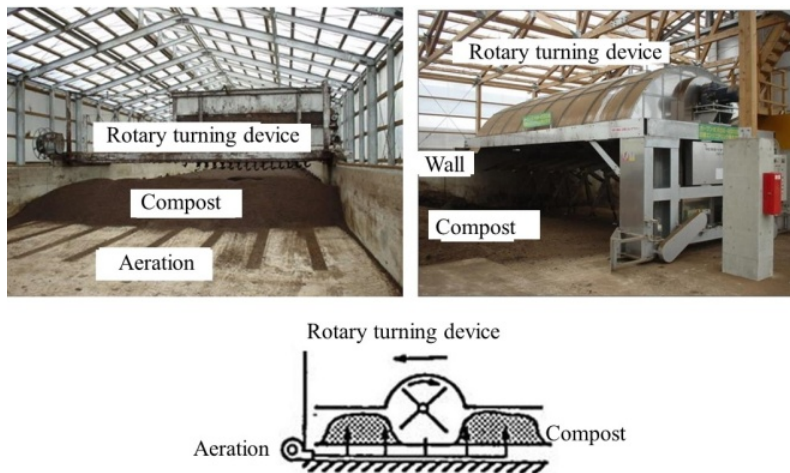 Rotary turning device
Compost
Aeration
Rotary turning device
Wall
Compost
Rotary turning device
Aeration
Compost